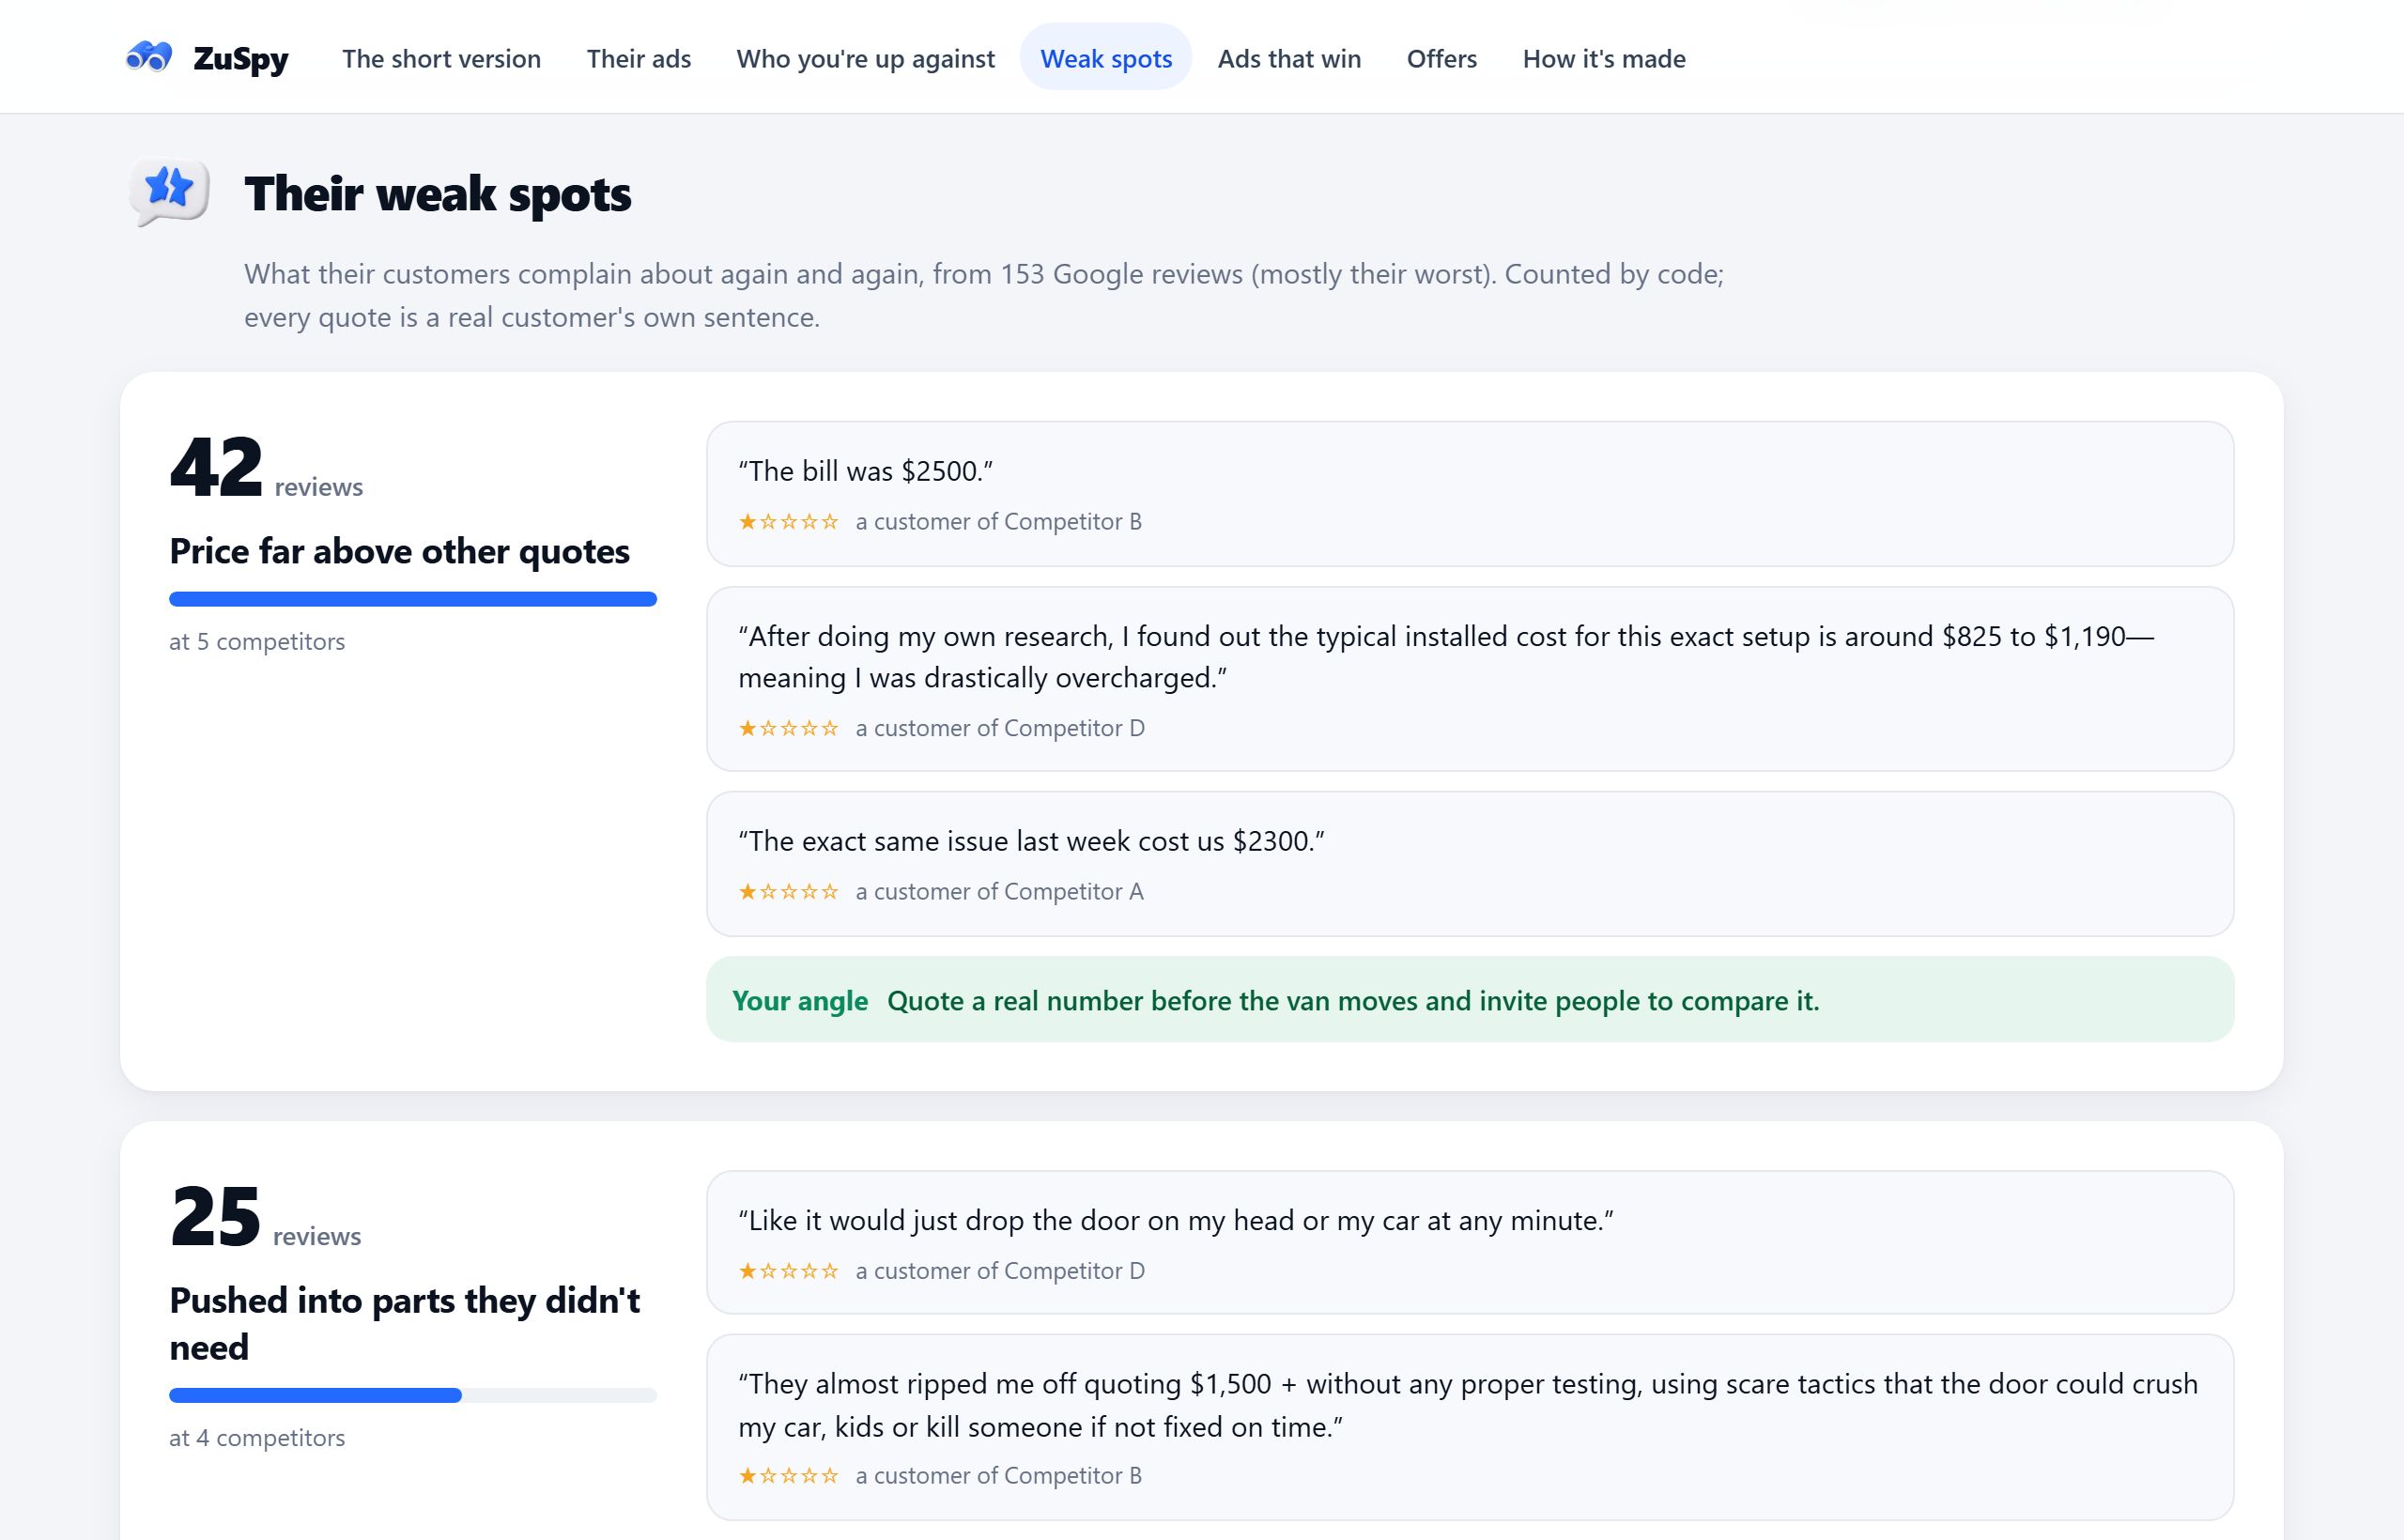 ZuSpy
The short version
Their ads
Who you're up against
Weak spots
Ads that win
Offers
How it's made
Their weak spots
What their customers complain about again and again, from 153 Google reviews (mostly their worst). Counted by code;
every quote is a real customer's own sentence.
42 reviews
Price far above other quotes
at 5 competitors
“The bill was $2500.”
★☆☆☆☆ a customer of Competitor B
“After doing my own research, I found out the typical installed cost for this exact setup is around $825 to $1,190—
meaning I was drastically overcharged.”
★☆☆☆☆ a customer of Competitor D
“The exact same issue last week cost us $2300.”
★☆☆☆☆ a customer of Competitor A
Your angle Quote a real number before the van moves and invite people to compare it.
25 reviews
Pushed into parts they didn't
need
at 4 competitors
“Like it would just drop the door on my head or my car at any minute.”
★☆☆☆☆ a customer of Competitor D
“They almost ripped me off quoting $1,500 + without any proper testing, using scare tactics that the door could crush
my car, kids or kill someone if not fixed on time.”
★☆☆☆☆ a customer of Competitor B